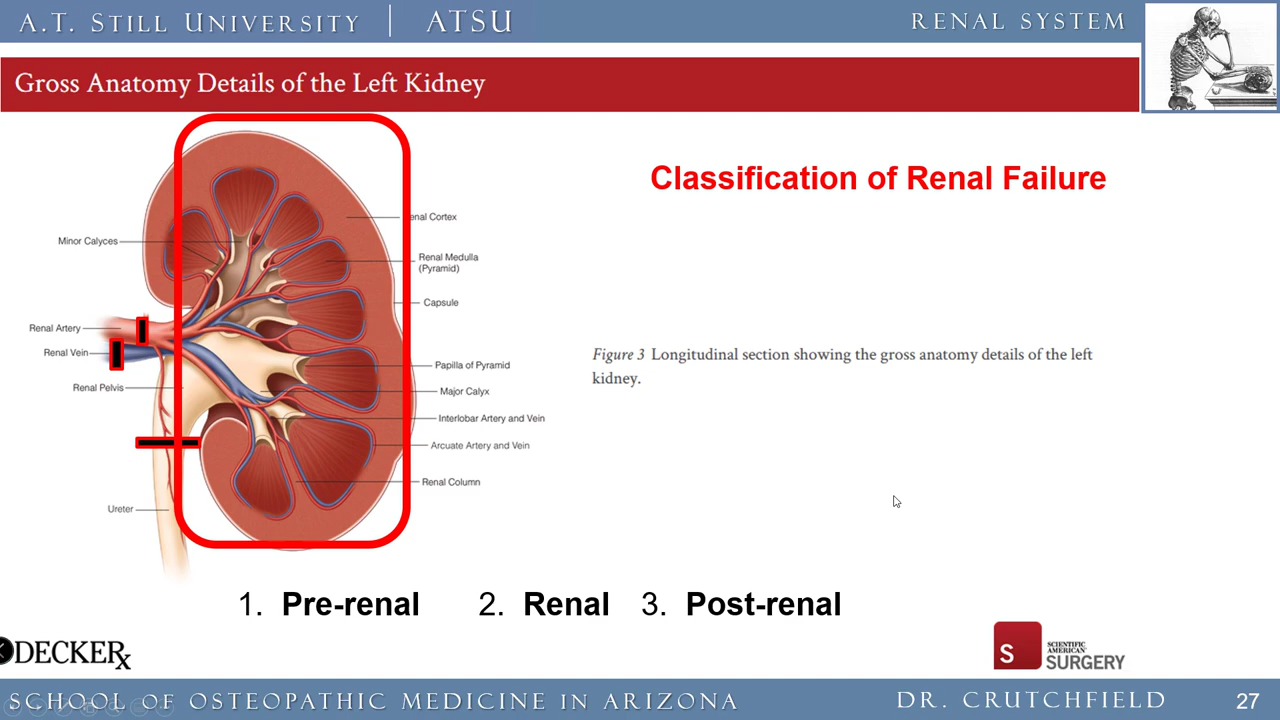 A.T. STILL UNIVERSITY | ATSU
RENAL SYSTEM
Gross Anatomy Details of the Left Kidney
Classification of Renal Failure
Minor Calyces
enal Cortex
Renal Medulla
(Pyramid)
Capsule
Renal Artery
Renal Vein
Renal Pelvis
Papilla of Pyramid
Major Calyx
Interlobar Artery and Vein
Arcuate Artery and Vein
Renal Column
Ureter
Figure 3 Longitudinal section showing the gross anatomy details of the left
kidney.
1. Pre-renal 2. Renal 3. Post-renal
DECKERx
S
SCIENTIFIC
AMERICAN
SURGERY
SCHOOL OF OSTEOPATHIC MEDICINE IN ARIZONA
DR. CRUTCHFIELD
27